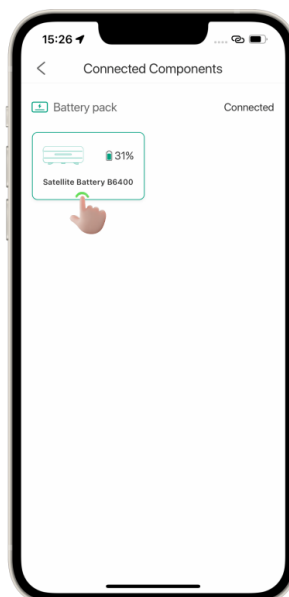 15:26
Connected Components
Battery pack Connected
31%
Satellite Battery B6400